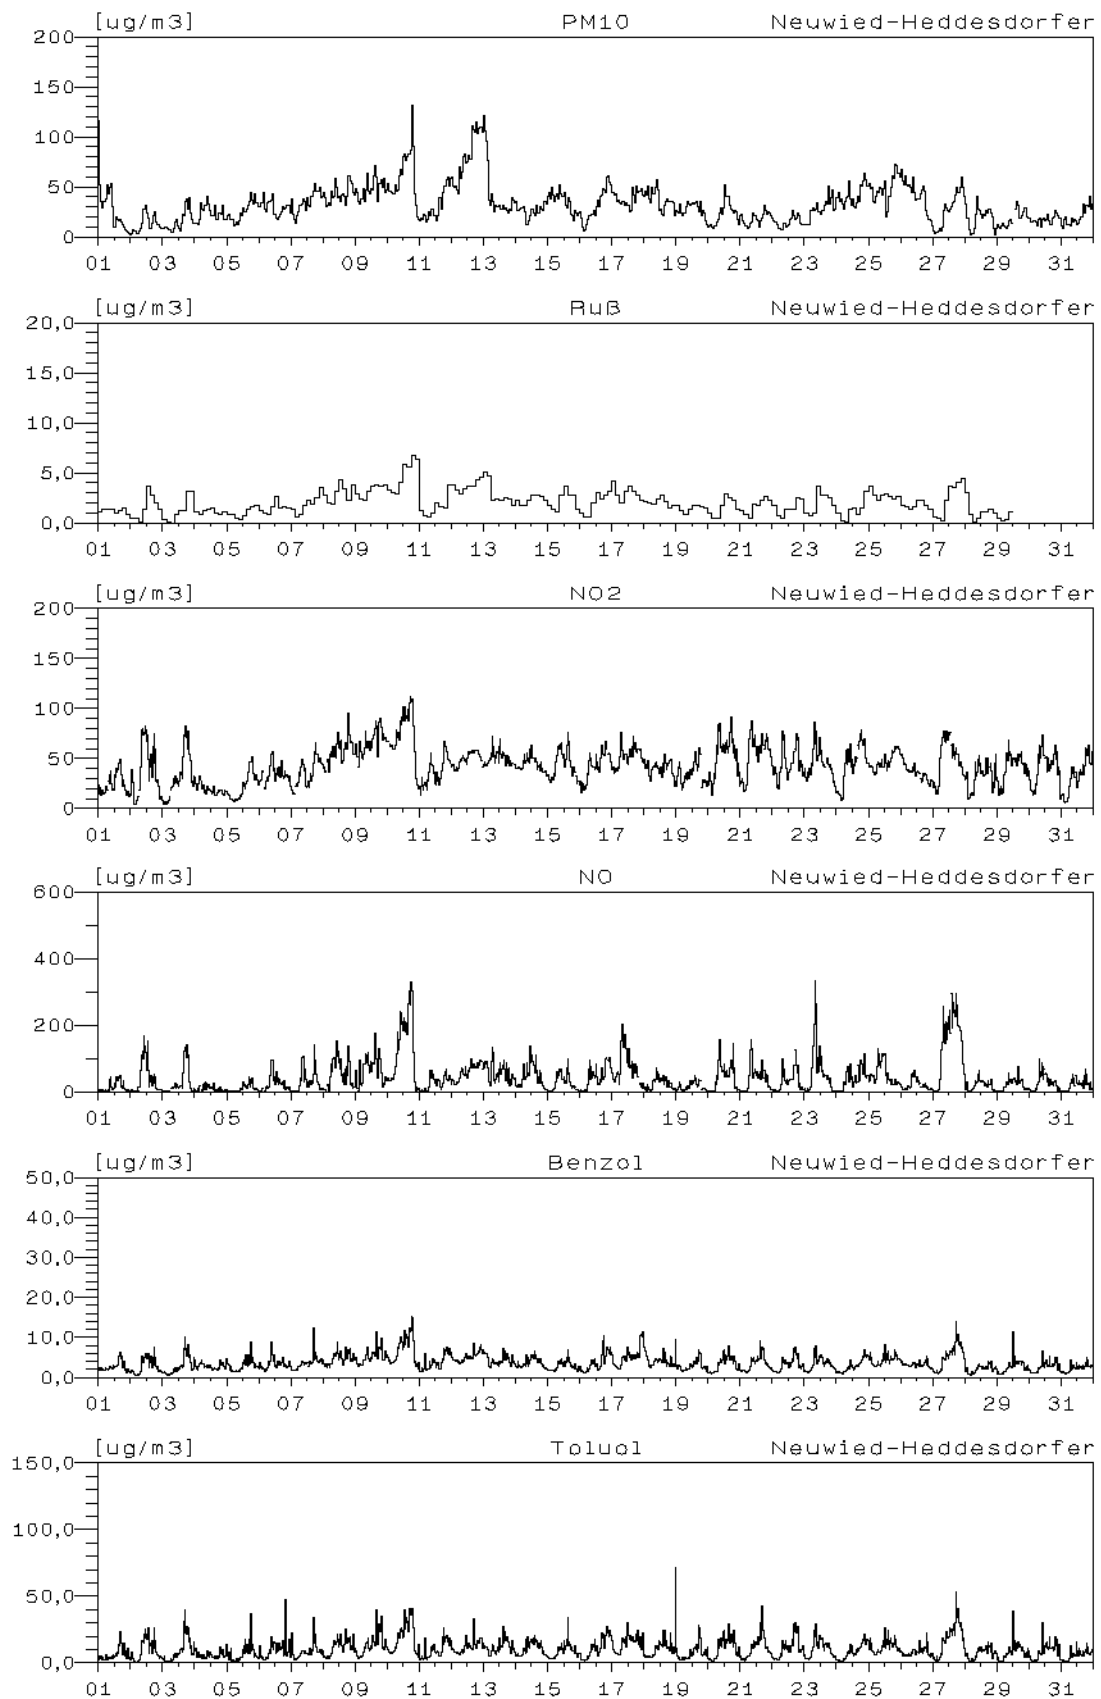 [ug/m3] PM10 Neuwied-Heddesdorfer
200
150
100
50
0
01 03 05 07 09 11 13 15 17 19 21 23 25 27 29 31
[ug/m3] Ruß Neuwied-Heddesdorfer
20,0
15,0
10,0
5,0
0,0
01 03 05 07 09 11 13 15 17 19 21 23 25 27 29 31
[ug/m3] NO2 Neuwied-Heddesdorfer
200
150
100
50
0
01 03 05 07 09 11 13 15 17 19 21 23 25 27 29 31
[ug/m3] NO Neuwied-Heddesdorfer
600
400
200
0
01 03 05 07 09 11 13 15 17 19 21 23 25 27 29 31
[ug/m3] Benzol Neuwied-Heddesdorfer
50,0
40,0
30,0
20,0
10,0
0,0
01 03 05 07 09 11 13 15 17 19 21 23 25 27 29 31
[ug/m3] Toluol Neuwied-Heddesdorfer
150,0
100,0
50,0
0,0
01 03 05 07 09 11 13 15 17 19 21 23 25 27 29 31